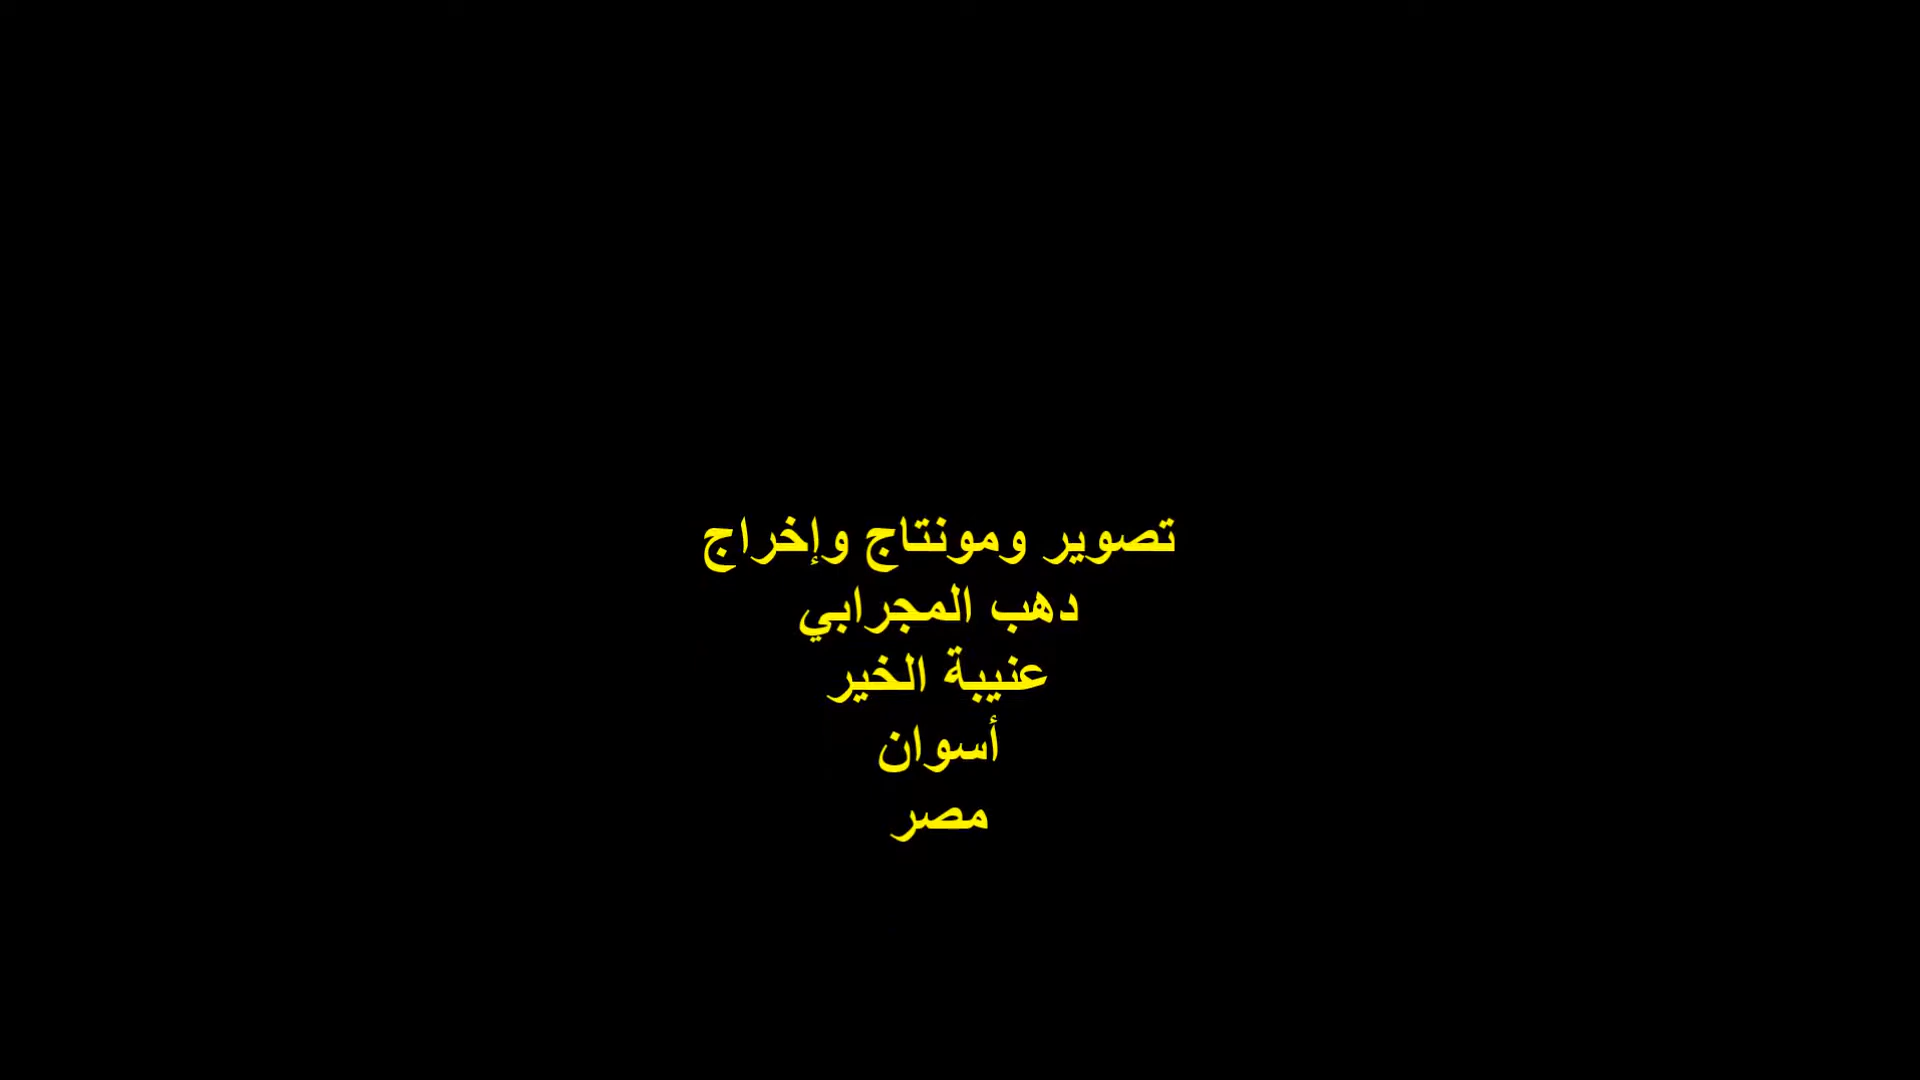 تصوير ومونتاج وإخراج
دهب المجرابي
عنيبة الخير
أسوان
مصر